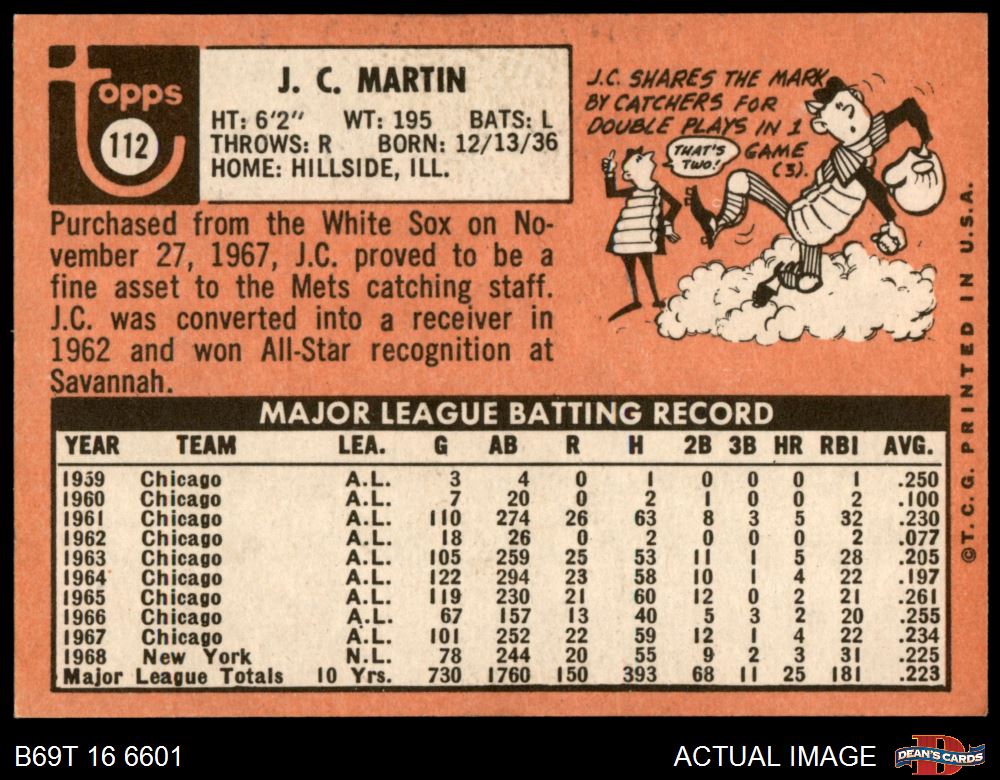 topps
112
J. C. MARTIN
HT: 6'2" WT: 195 BATS: L
THROWS: R BORN: 12/13/36
HOME: HILLSIDE, ILL.
J.C. SHARES THE MARK
BY CATCHERS FOR
DOUBLE PLAYS IN 1
GAME
(3).
THAT'S
TWO!
Purchased from the White Sox on No-
vember 27, 1967, J.C. proved to be a
fine asset to the Mets catching staff.
J.C. was converted into a receiver in
1962 and won All-Star recognition at
Savannah.
MAJOR LEAGUE BATTING RECORD
YEAR TEAM LEA. G AB R H 2B 3B HR RBI AVG.
1959 Chicago A.L. 3 4 0 1 0 0 0 1 .250
1960 Chicago A.L. 7 20 0 2 1 0 0 2 .100
1961 Chicago A.L. 110 274 26 63 8 3 5 32 .230
1962 Chicago A.L. 18 26 0 2 0 0 0 2 .077
1963 Chicago A.L. 105 259 25 53 11 1 5 28 .205
1964 Chicago A.L. 122 294 23 58 10 1 4 22 .197
1965 Chicago A.L. 119 230 21 60 12 0 2 21 .261
1966 Chicago A.L. 67 157 13 40 5 3 2 20 .255
1967 Chicago A.L. 101 252 22 59 12 1 4 22 .234
1968 New York N.L. 78 244 20 55 9 2 3 31 .225
Major League Totals 10 Yrs. 730 1760 150 393 68 11 25 181 .223
©T.C.G. PRINTED IN U.S.A.
B69T 16 6601
ACTUAL IMAGE
DEAN'S CARDS